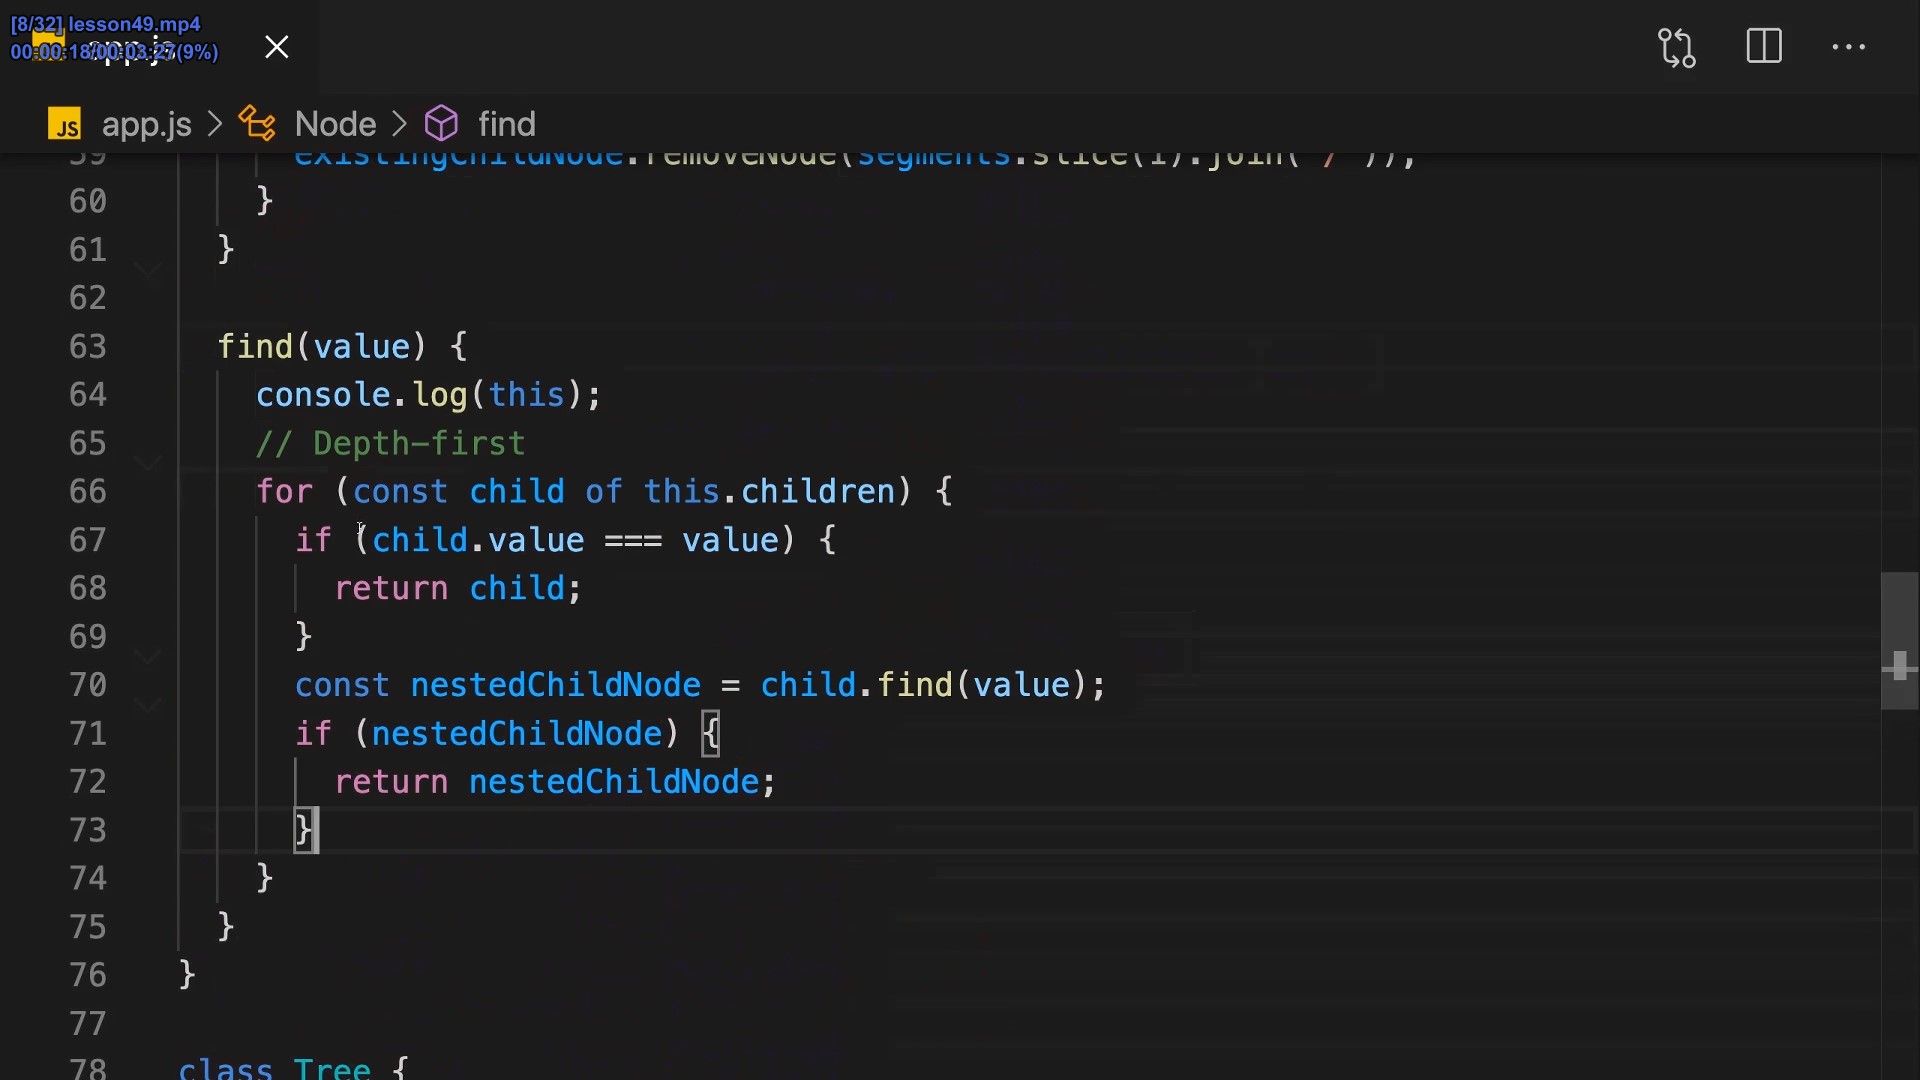 [8/32] lesson49.mp4
00:00:18/00:03:27(9%)
app.js
JS app.js > Node > find
59 existingChildNode.removeNode(segments.slice(1).join('/'));
60 }
61 }
62
63 find(value) {
64 console.log(this);
65 // Depth-first
66 for (const child of this.children) {
67 if (child.value === value) {
68 return child;
69 }
70 const nestedChildNode = child.find(value);
71 if (nestedChildNode) {
72 return nestedChildNode;
73 }
74 }
75 }
76 }
77
78 class Tree {